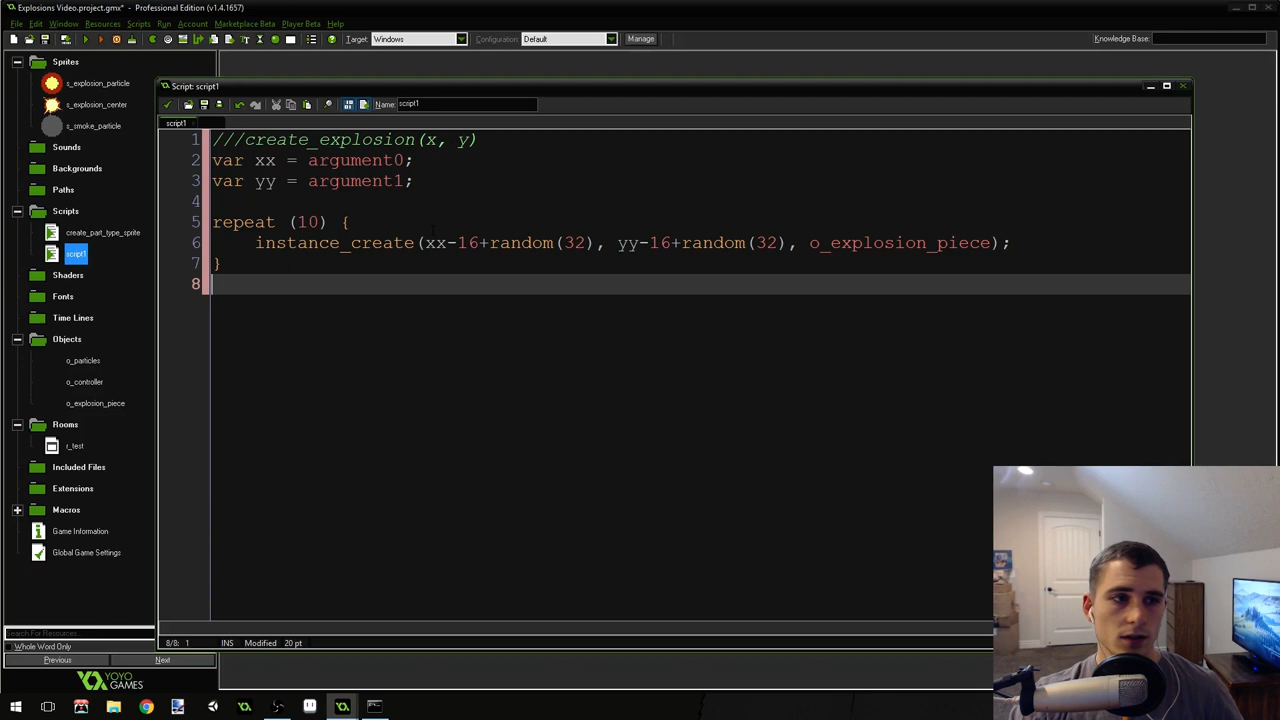 Explosions Video.project.gmx* - Professional Edition (v1.4.1657)
File Edit Window Resources Scripts Run Account Marketplace Beta Player Beta Help
Target: Windows Configuration: Default Manage Knowledge Base:
Sprites
s_explosion_particle
s_explosion_center
s_smoke_particle
Sounds
Backgrounds
Paths
Scripts
create_part_type_sprite
script1
Shaders
Fonts
Time Lines
Objects
o_particles
o_controller
o_explosion_piece
Rooms
r_test
Included Files
Extensions
Macros
Game Information
Global Game Settings
Search For Resources...
Whole Word Only
Previous Next
YOYO
GAMES
Script: script1
Name: script1
script1
1 ///create_explosion(x, y)
2 var xx = argument0;
3 var yy = argument1;
4
5 repeat (10) {
6 instance_create(xx-16+random(32), yy-16+random(32), o_explosion_piece);
7 }
8
8/8: 1 INS Modified 20 pt